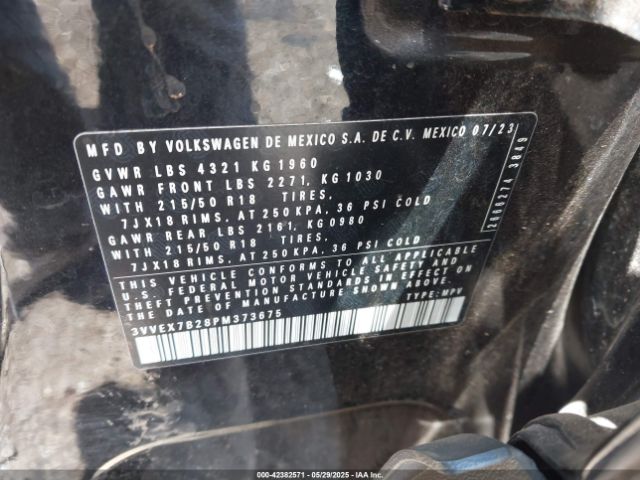 MFD BY VOLKSWAGEN DE MEXICO S.A. DE C.V. MEXICO 07/23
GVWR LBS 4321 KG 1960
GAWR FRONT LBS 2271, KG 1030
WITH 215/50 R18 TIRES,
7JX18 RIMS, AT 250 KPA, 36 PSI COLD
GAWR REAR LBS 2161, KG 0980
WITH 215/50 R18 TIRES,
7JX18 RIMS, AT 250 KPA, 36 PSI COLD
THIS VEHICLE CONFORMS TO ALL APPLICABLE
U.S. FEDERAL MOTOR VEHICLE SAFETY AND
THEFT PREVENTION STANDARDS IN EFFECT ON
THE DATE OF MANUFACTURE SHOWN ABOVE.
3VVEX7B28PM373675 TYPE: MPV
3849
00-42382571 05/29/2025 IAA, Inc.